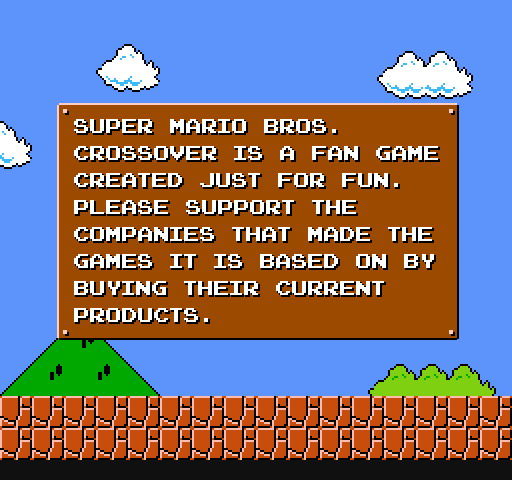 SUPER MARIO BROS.
CROSSOVER IS A FAN GAME
CREATED JUST FOR FUN.
PLEASE SUPPORT THE
COMPANIES THAT MADE THE
GAMES IT IS BASED ON BY
BUYING THEIR CURRENT
PRODUCTS.